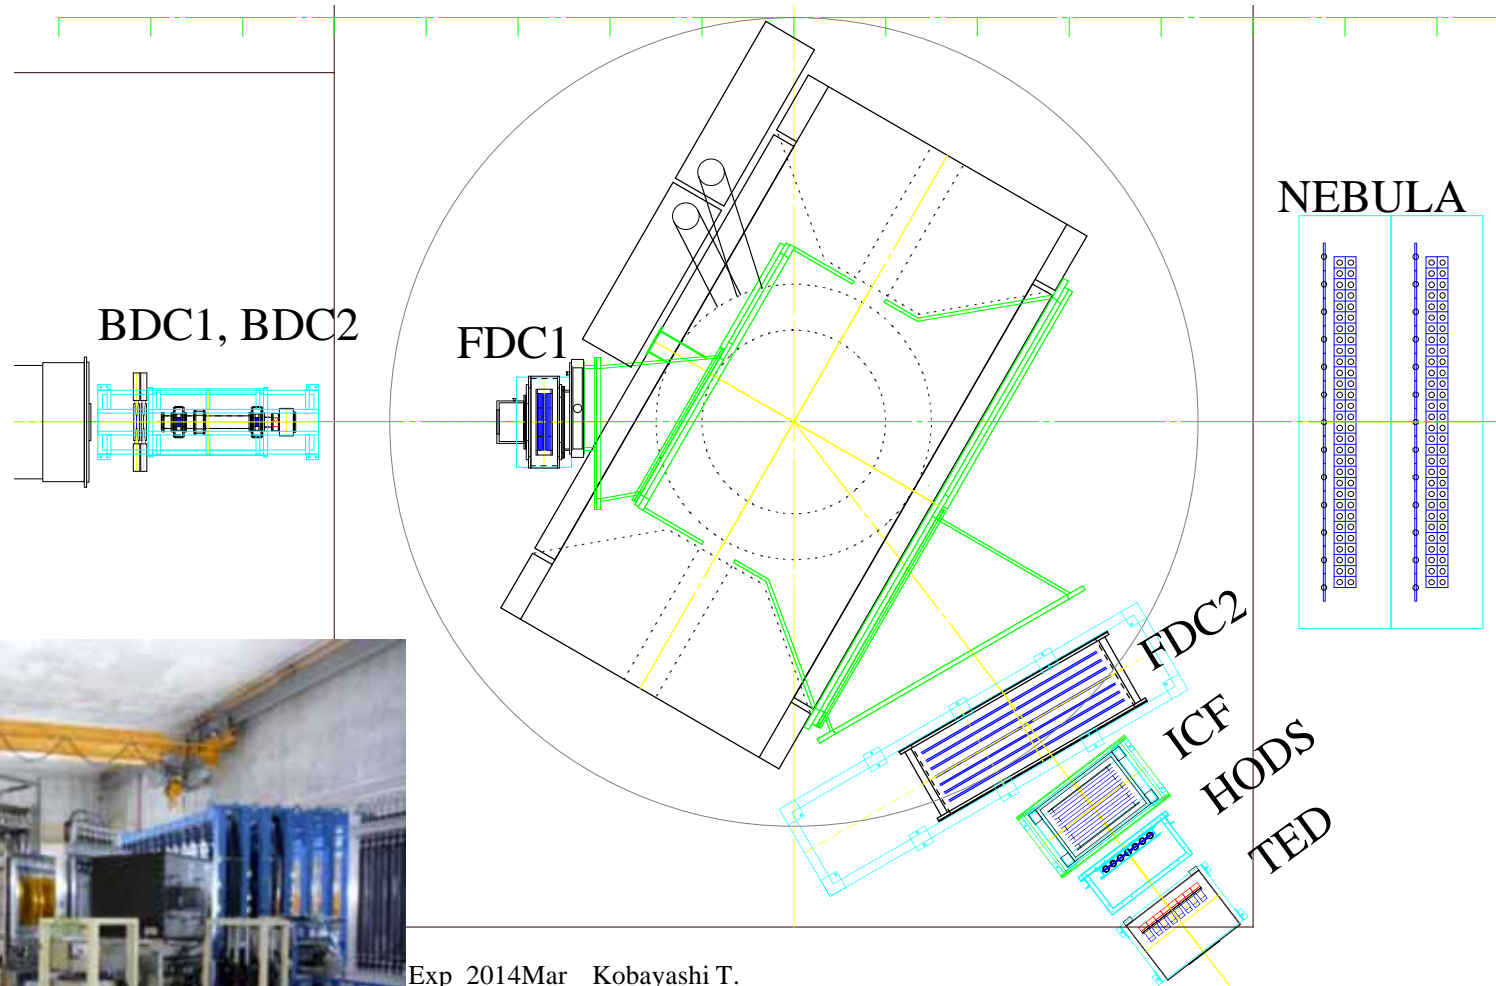 NEBULA
BDC1, BDC2
FDC1
FDC2
ICF
HODS
TED
Exp 2014Mar Kobayashi T.